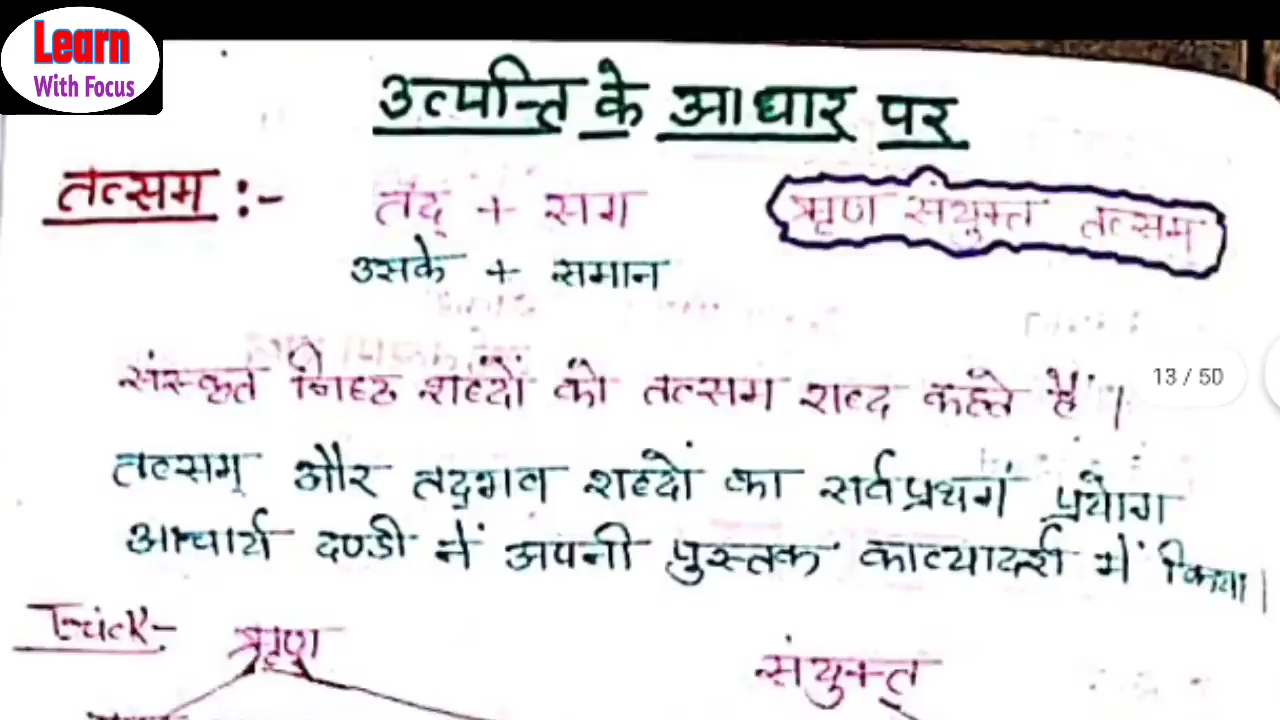 Learn
With Focus
उत्पत्ति के आधार पर
तत्सम :- तद् + सम
ऋण संयुक्त तत्सम
उसके + समान
संस्कृत निष्ठ शब्दों को तत्सम शब्द कहते हैं।
13 / 50
तत्सम् और तद्भव शब्दों का सर्वप्रथम प्रयोग
आचार्य दण्डी ने अपनी पुस्तक काव्यादर्श में किया।
Trick- ऋण
संयुक्त